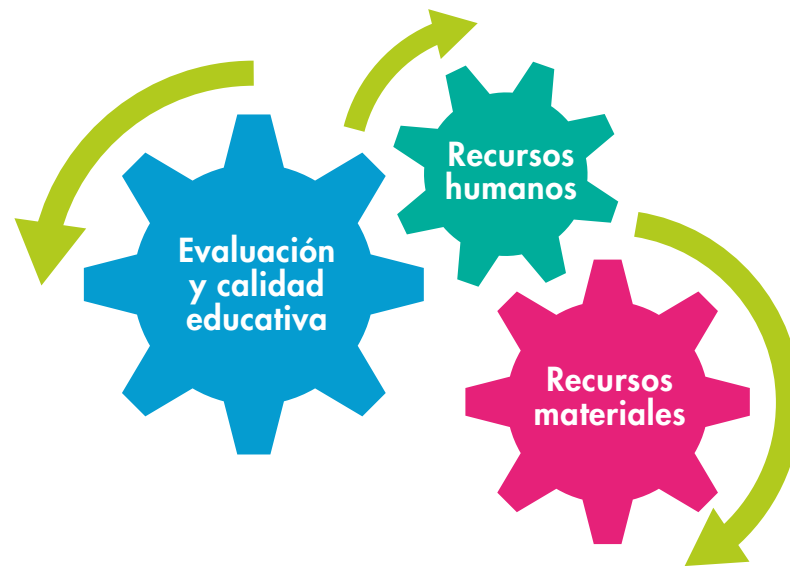 Recursos
humanos
Evaluación
y calidad
educativa
Recursos
materiales